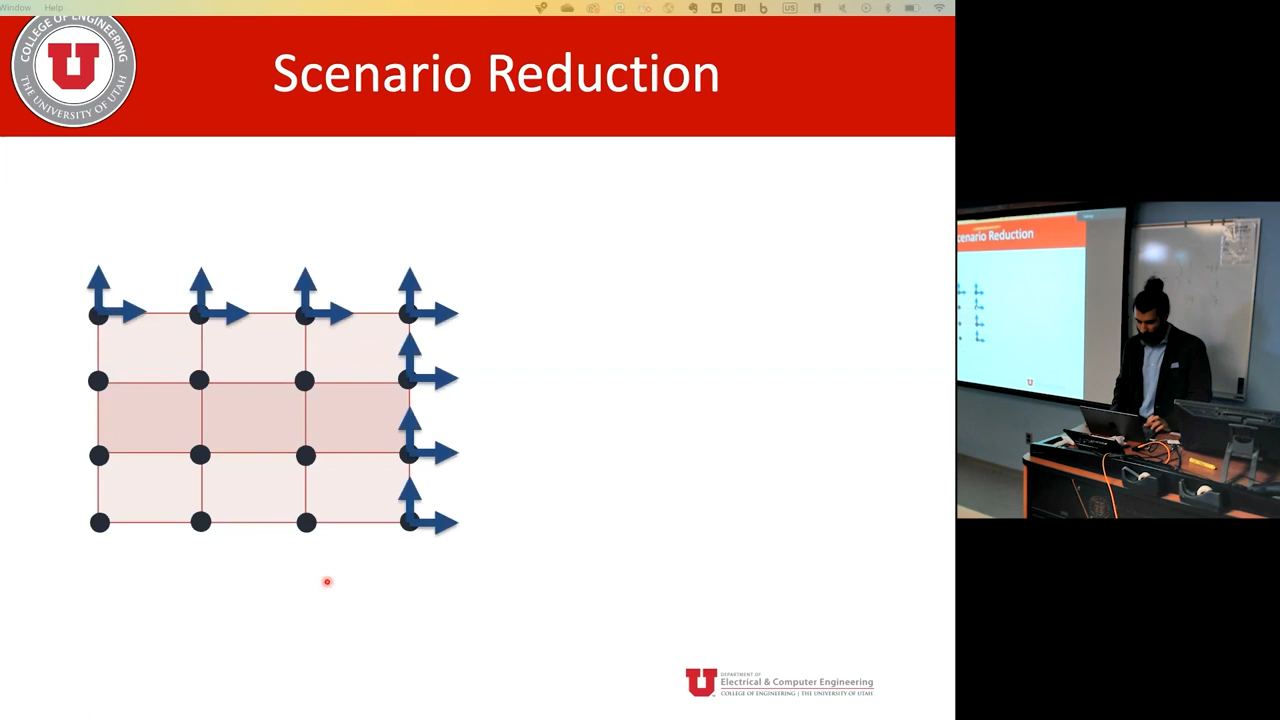 Window Help
COLLEGE OF ENGINEERING
U
THE UNIVERSITY OF UTAH
Scenario Reduction
US
cenario Reduction
U
DEPARTMENT OF
Electrical & Computer Engineering
COLLEGE OF ENGINEERING | THE UNIVERSITY OF UTAH